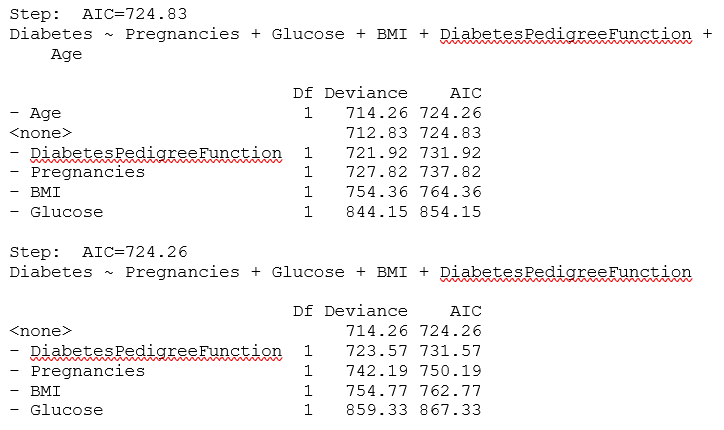 Step:  AIC=724.83
Diabetes ~ Pregnancies + Glucose + BMI + DiabetesPedigreeFunction +
    Age
                           Df Deviance    AIC
- Age                       1   714.26 724.26
<none>                          712.83 724.83
- DiabetesPedigreeFunction  1   721.92 731.92
- Pregnancies               1   727.82 737.82
- BMI                       1   754.36 764.36
- Glucose                   1   844.15 854.15
Step:  AIC=724.26
Diabetes ~ Pregnancies + Glucose + BMI + DiabetesPedigreeFunction
                           Df Deviance    AIC
<none>                          714.26 724.26
- DiabetesPedigreeFunction  1   723.57 731.57
- Pregnancies               1   742.19 750.19
- BMI                       1   754.77 762.77
- Glucose                   1   859.33 867.33